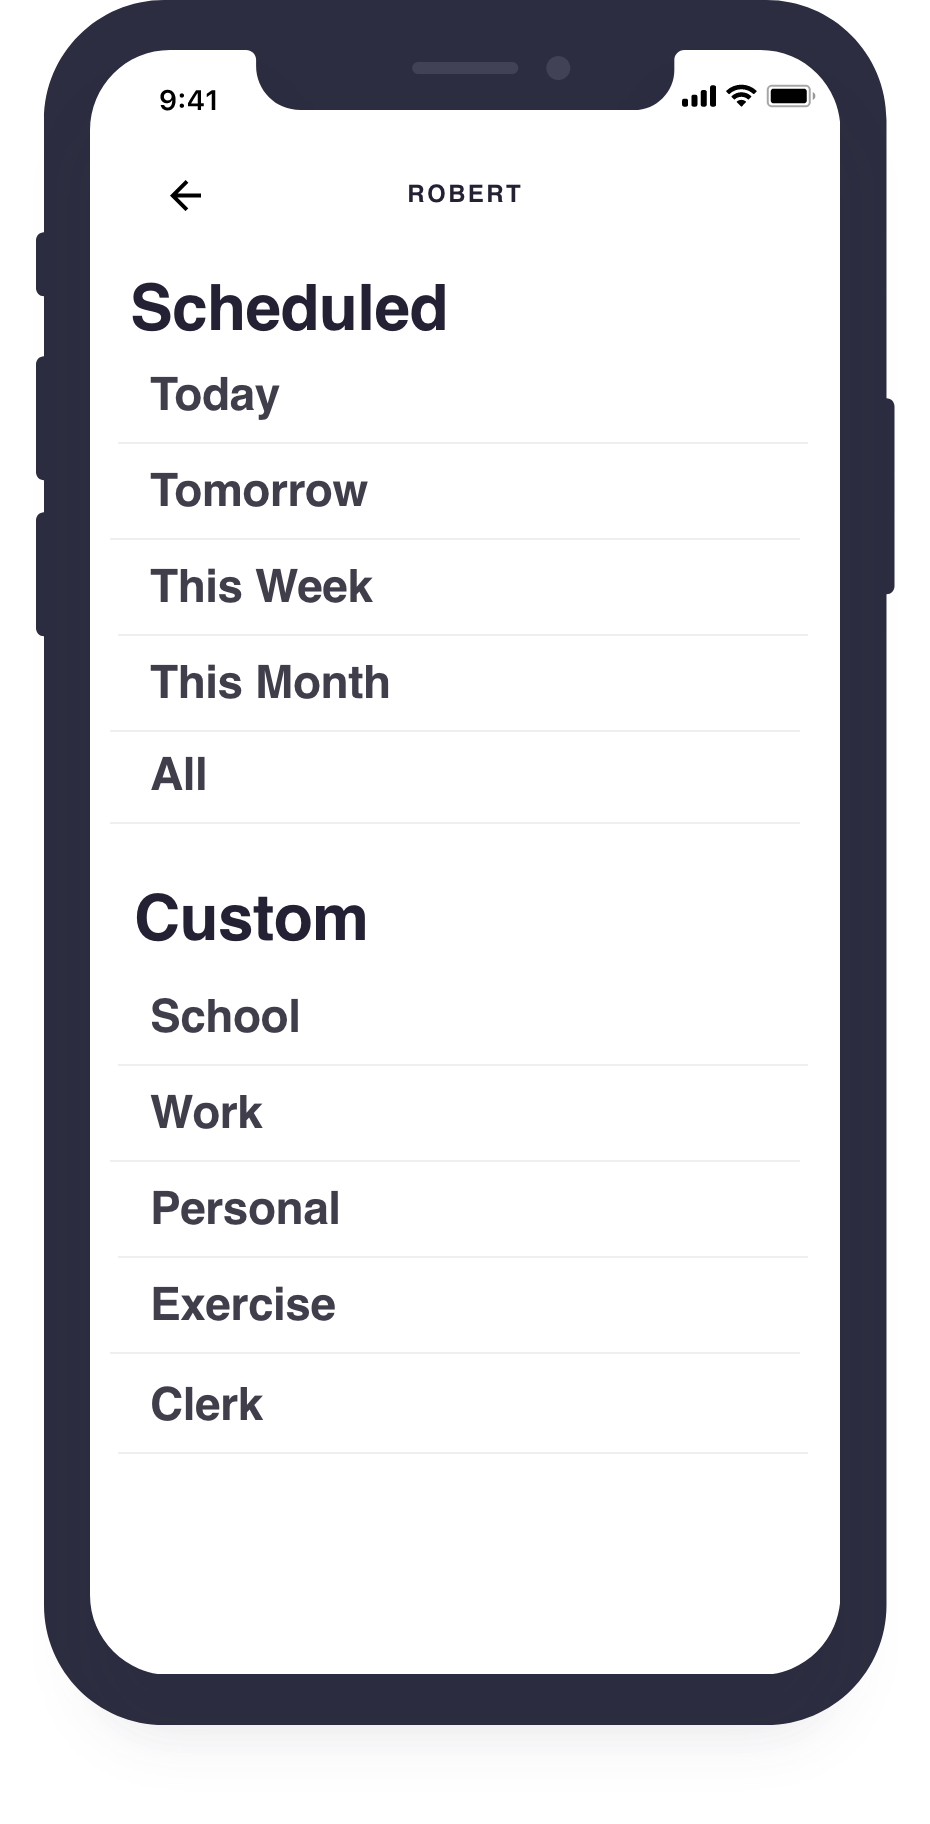 9:41
ROBERT
Scheduled
Today
Tomorrow
This Week
This Month
All
Custom
School
Work
Personal
Exercise
Clerk